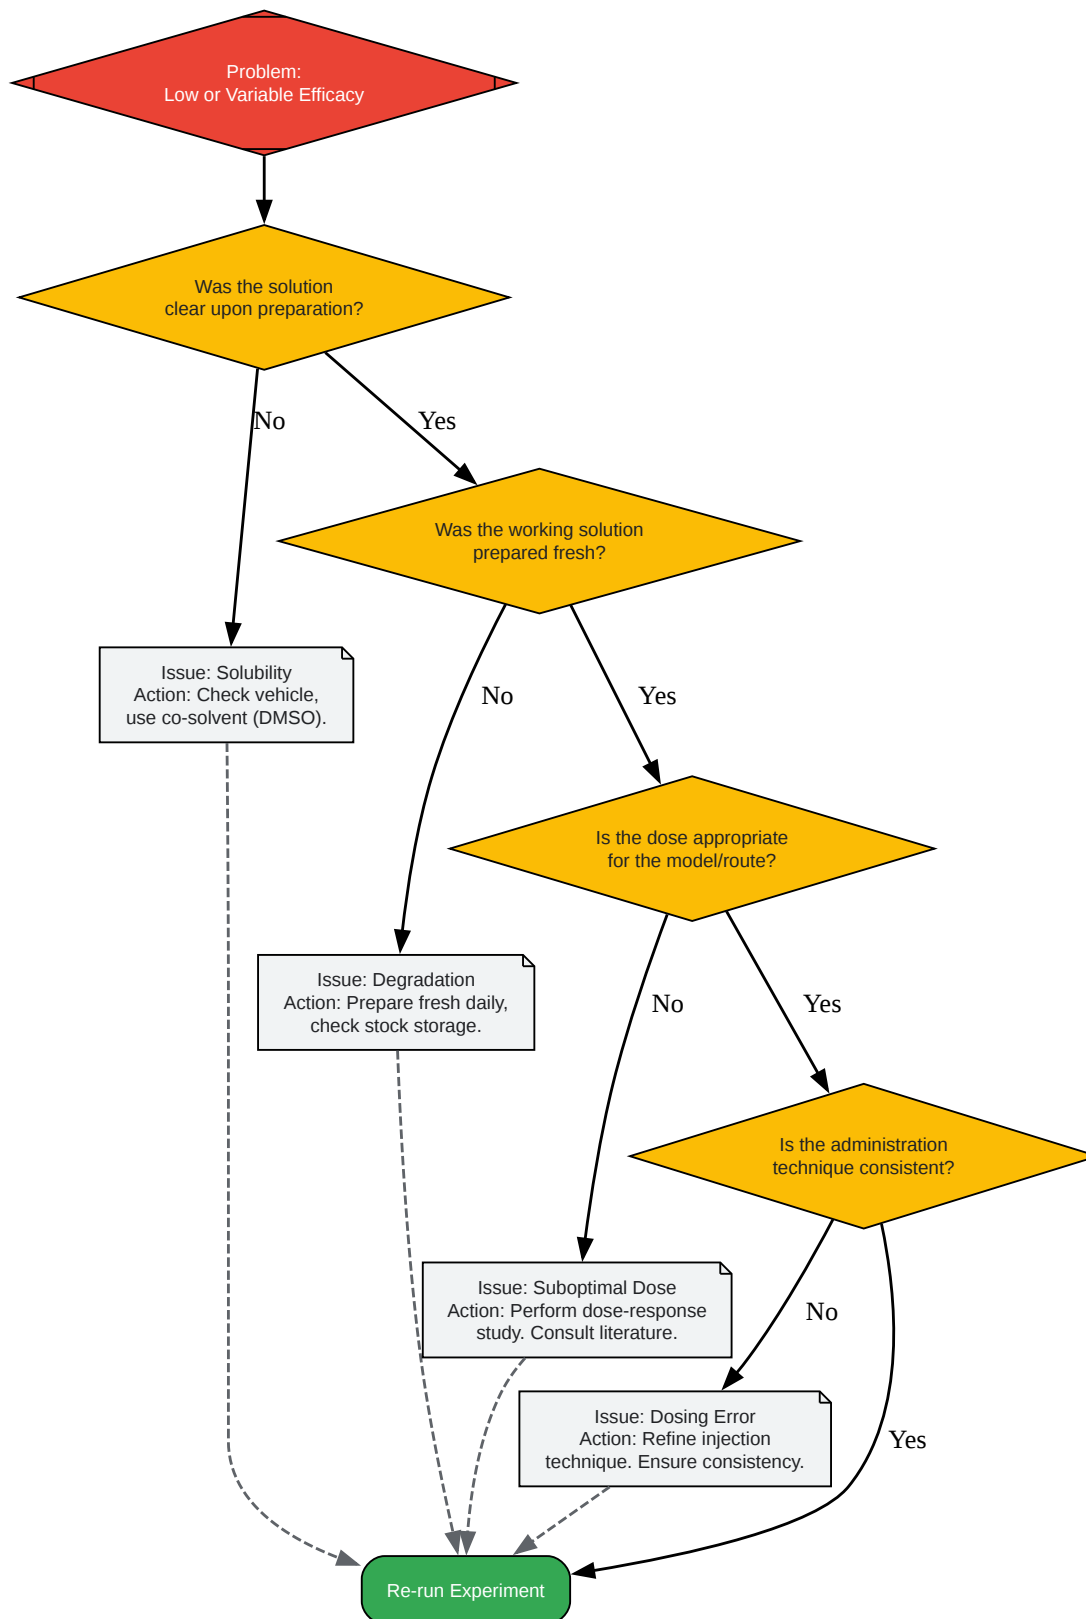 Problem:
Low or Variable Efficacy
Was the solution
clear upon preparation?
No
Yes
Was the working solution
prepared fresh?
Issue: Solubility
Action: Check vehicle,
use co-solvent (DMSO).
No
Yes
Is the dose appropriate
for the model/route?
Issue: Degradation
Action: Prepare fresh daily,
check stock storage.
No
Yes
Is the administration
technique consistent?
Issue: Suboptimal Dose
Action: Perform dose-response
study. Consult literature.
No
Issue: Dosing Error
Action: Refine injection
technique. Ensure consistency.
Yes
Re-run Experiment